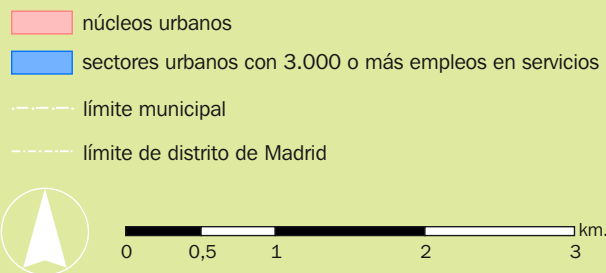 núcleos urbanos
sectores urbanos con 3.000 o más empleos en servicios
límite municipal
límite de distrito de Madrid
km.
0 0,5 1 2 3